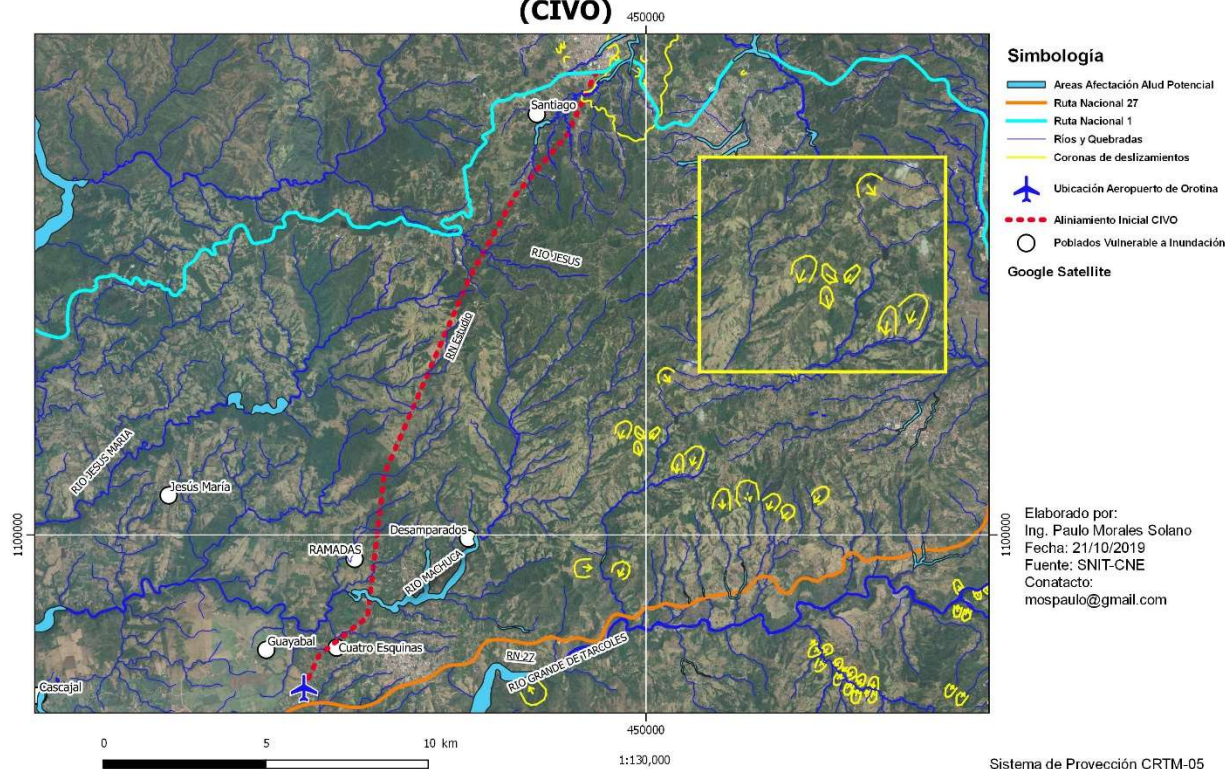 (CIVO)
450000
Santiago
RIO JESUS
RN Estudio
RIO JESUS MARIA
Jesús María
Desamparados
RAMADAS
RIO MACHUCA
Guayabal
Cuatro Esquinas
RN 27
RIO GRANDE DE TARCOLES
Cascajal
1100000
1100000
450000
0 5 10 km
1:130,000
Simbología
Areas Afectación Alud Potencial
Ruta Nacional 27
Ruta Nacional 1
Ríos y Quebradas
Coronas de deslizamientos
Ubicación Aeropuerto de Orotina
Aliniamiento Inicial CIVO
Poblados Vulnerable a Inundación
Google Satellite
Elaborado por:
Ing. Paulo Morales Solano
Fecha: 21/10/2019
Fuente: SNIT-CNE
Conatacto:
mospaulo@gmail.com
Sistema de Proyección CRTM-05